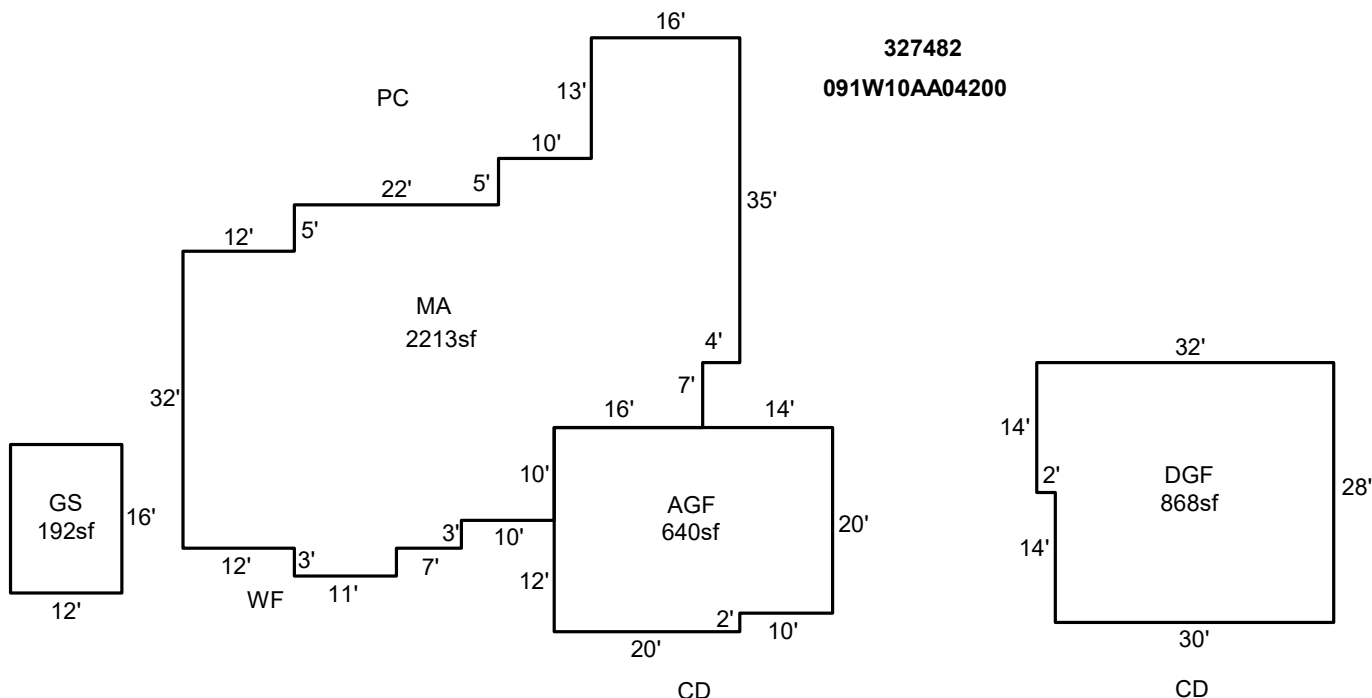 16'
327482
091W10AA04200
PC
13'
10'
22'
5'
35'
12'
5'
MA
2213sf
4'
32'
7'
32'
16'
14'
14'
10'
2'
GS
192sf
16'
AGF
640sf
20'
DGF
868sf
28'
3'
10'
14'
12'
3'
7'
12'
WF
11'
12'
2'
10'
20'
30'
CD
CD